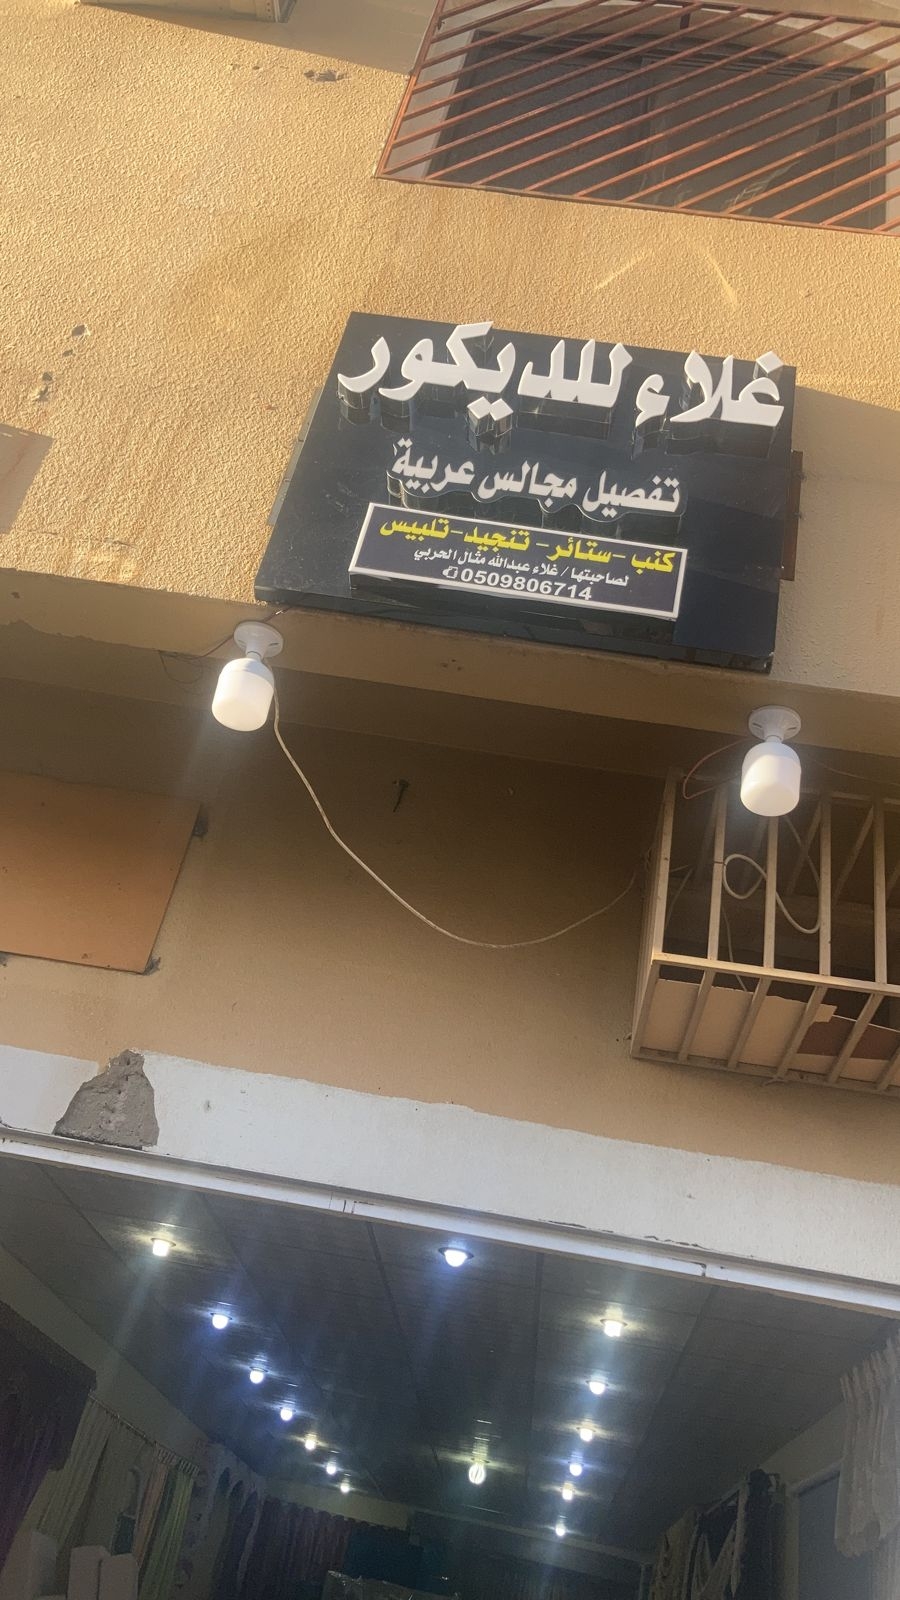 غلاء للديكور
تفصيل مجالس عربية
كنب - ستائر - تنجيد - تلبيس
لصاحبتها / غلاء عبدالله مثال الحربي
0509806714